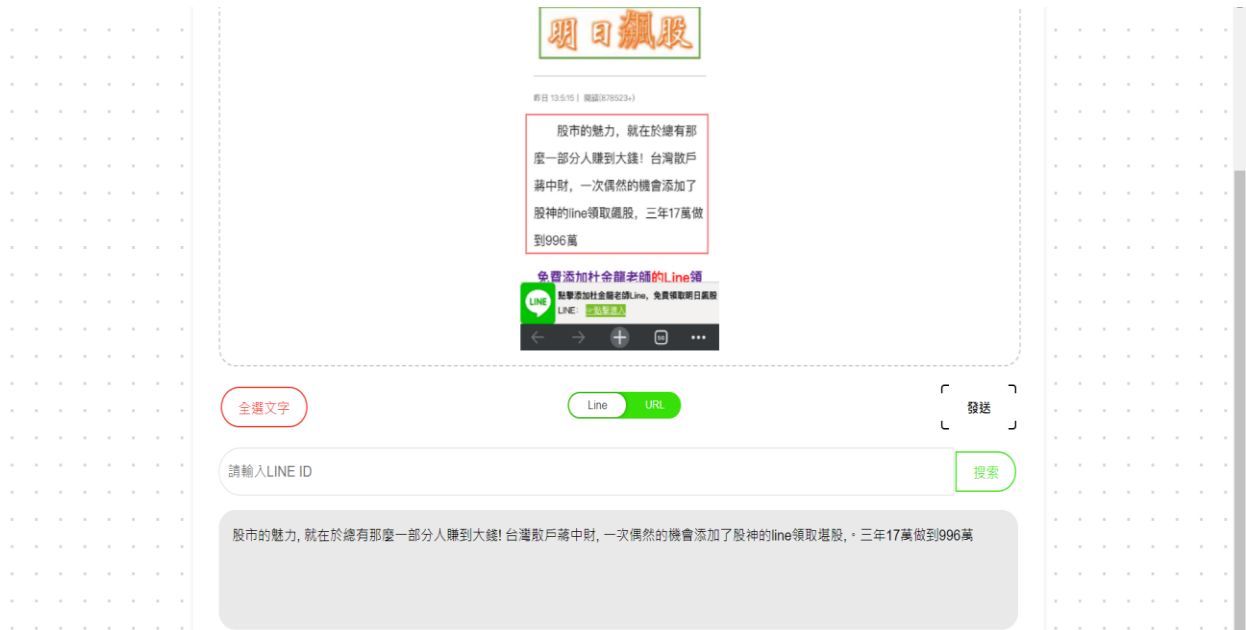 明日飆股
昨日 13:5:15 | 閱讀(878523+)
股市的魅力，就在於總有那
麼一部分人賺到大錢！台灣散戶
蔣中財，一次偶然的機會添加了
股神的line領取飆股，三年17萬做
到996萬
免費添加杜金龍老師的Line領
LINE
點擊添加杜金龍老師Line，免費領取明日飆股
LINE: ☞點擊進入
56
全選文字
Line
URL
發送
請輸入LINE ID
搜索
股市的魅力, 就在於總有那麼一部分人賺到大錢! 台灣散戶蔣中財, 一次偶然的機會添加了股神的line領取堪股,。三年17萬做到996萬